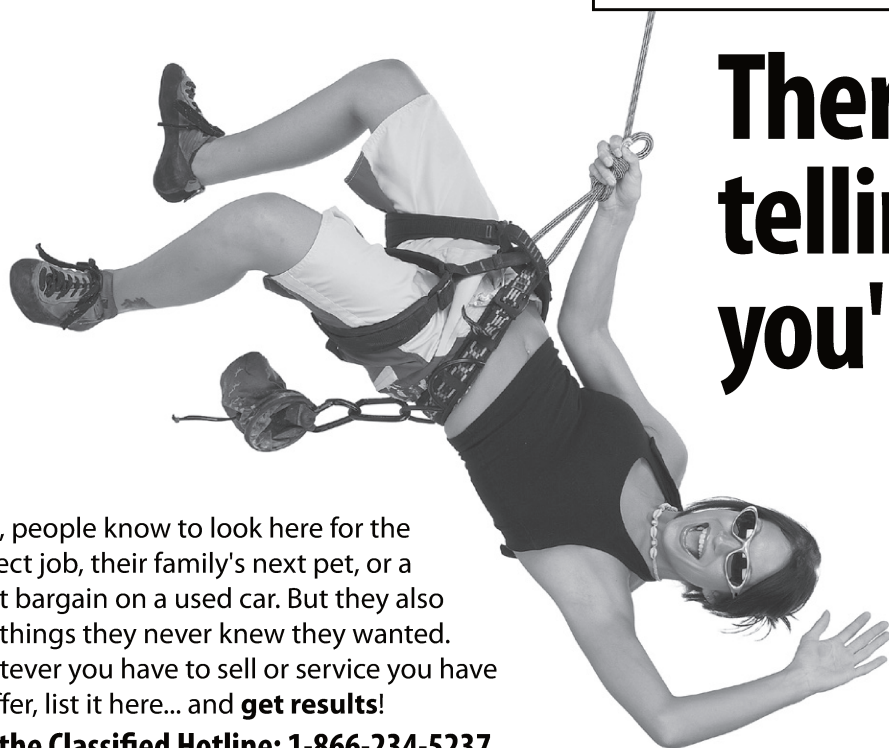 Ther
tellin
you'
, people know to look here for the
ect job, their family's next pet, or a
t bargain on a used car. But they also
things they never knew they wanted.
tever you have to sell or service you have
ffer, list it here... and get results!
the Classified Hotline: 1-866-234-5237